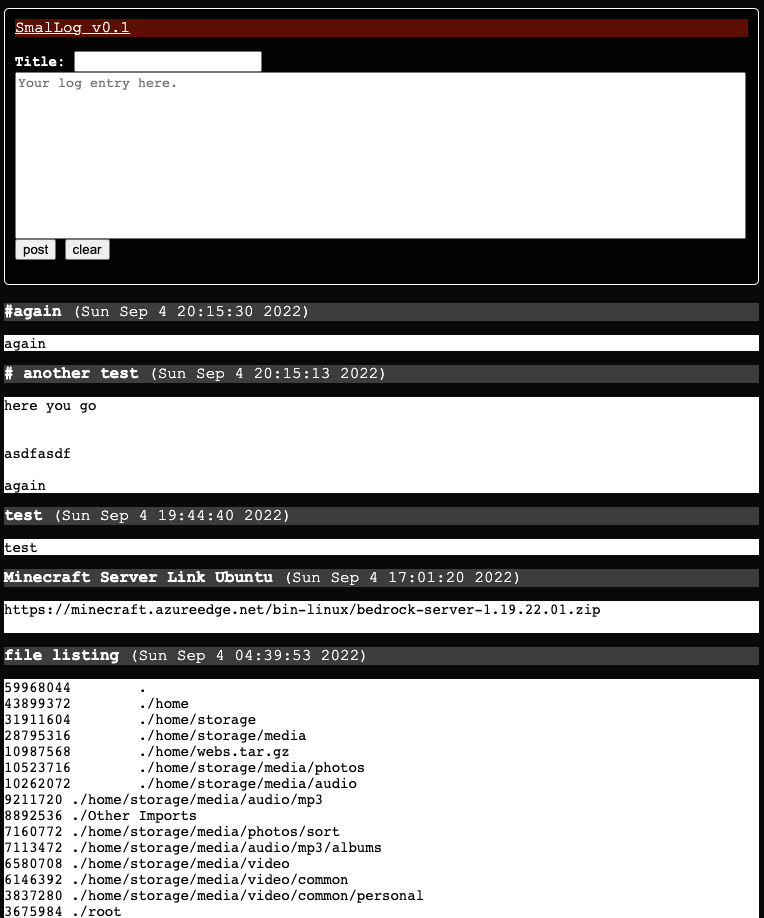 SmalLog v0.1
Title:
Your log entry here.
post clear
#again (Sun Sep 4 20:15:30 2022)
again
# another test (Sun Sep 4 20:15:13 2022)
here you go
asdfasdf
again
test (Sun Sep 4 19:44:40 2022)
test
Minecraft Server Link Ubuntu (Sun Sep 4 17:01:20 2022)
https://minecraft.azureedge.net/bin-linux/bedrock-server-1.19.22.01.zip
file listing (Sun Sep 4 04:39:53 2022)
59968044 .
43899372 ./home
31911604 ./home/storage
28795316 ./home/storage/media
10987568 ./home/webs.tar.gz
10523716 ./home/storage/media/photos
10262072 ./home/storage/media/audio
9211720 ./home/storage/media/audio/mp3
8892536 ./Other Imports
7160772 ./home/storage/media/photos/sort
7113472 ./home/storage/media/audio/mp3/albums
6580708 ./home/storage/media/video
6146392 ./home/storage/media/video/common
3837280 ./home/storage/media/video/common/personal
3675984 ./root